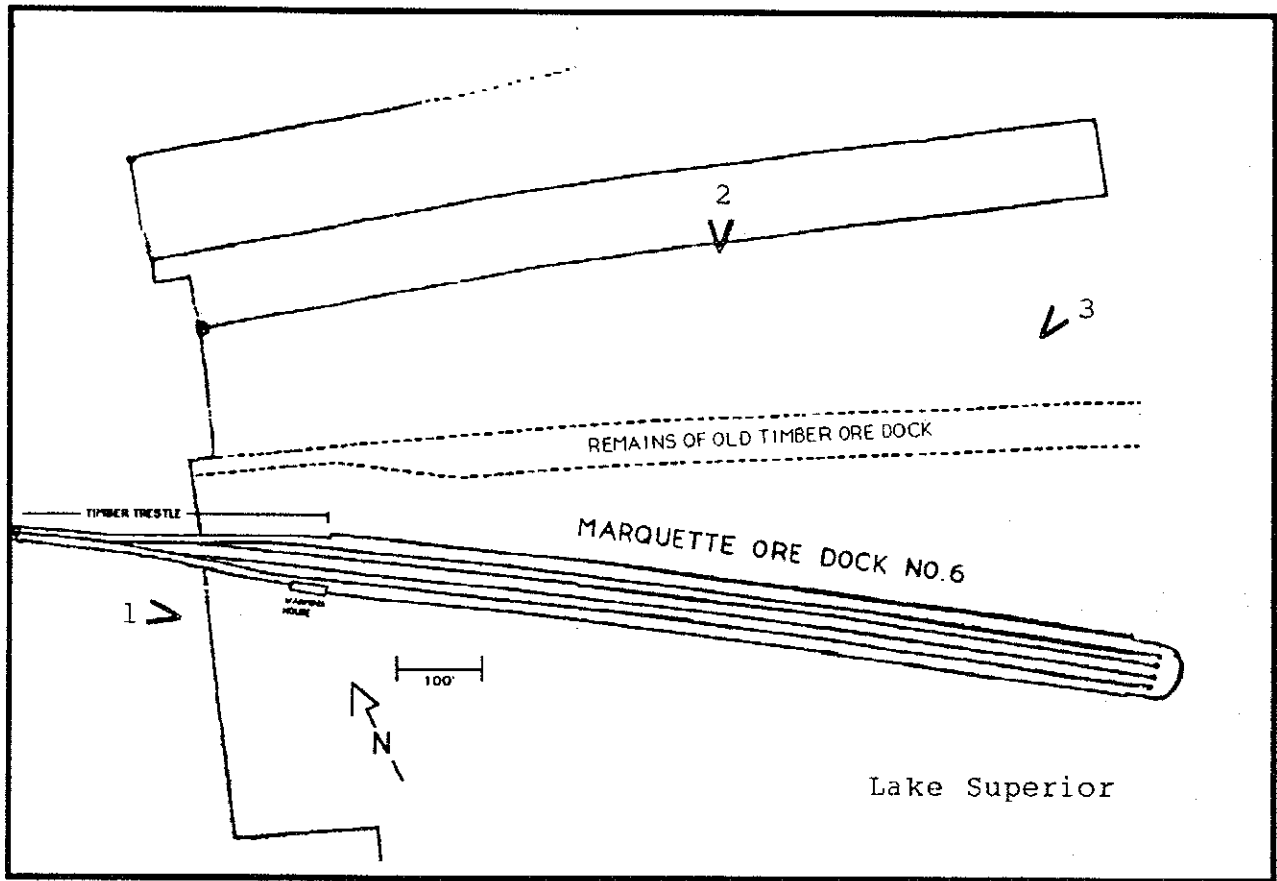 2
3
REMAINS OF OLD TIMBER ORE DOCK
TIMBER TRESTLE
MARQUETTE ORE DOCK NO.6
1
HOUSE
100'
N
Lake Superior